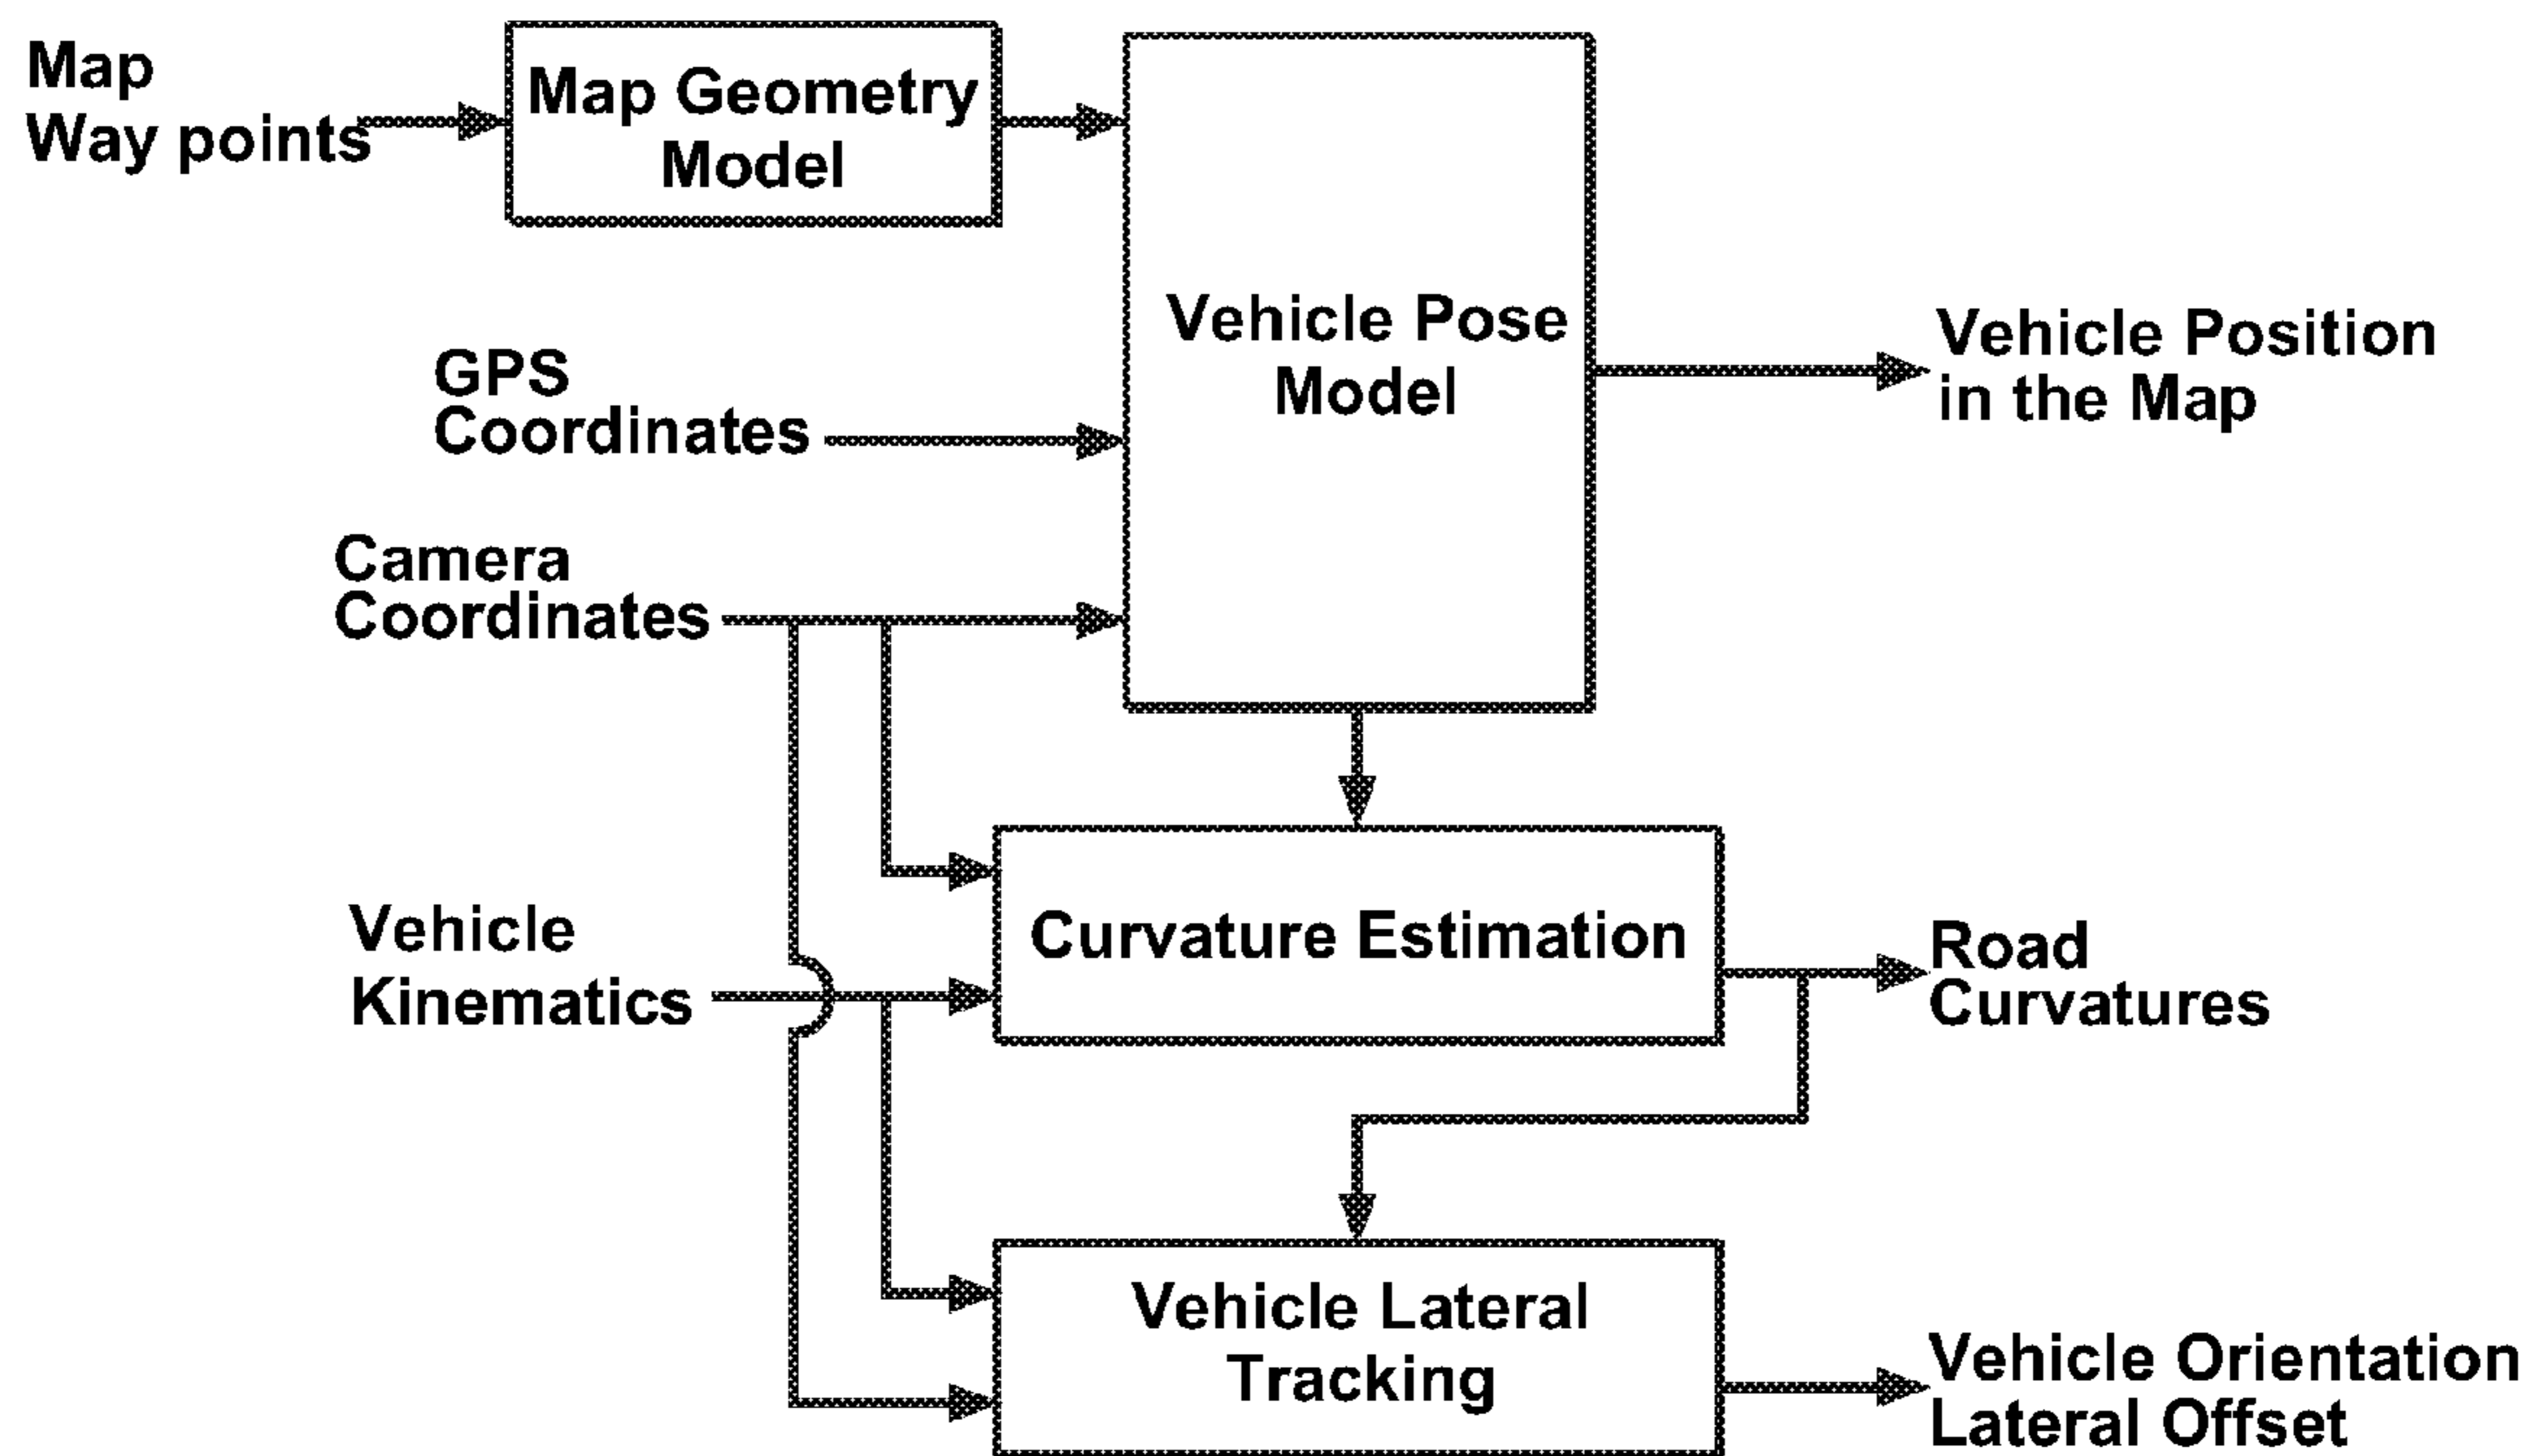 Map
Way points
Map Geometry
Model
Vehicle Pose
Model
GPS
Coordinates
Vehicle Position
in the Map
Camera
Coordinates
Vehicle
Kinematics
Curvature Estimation
Road
Curvatures
Vehicle Lateral
Tracking
Vehicle Orientation
Lateral Offset